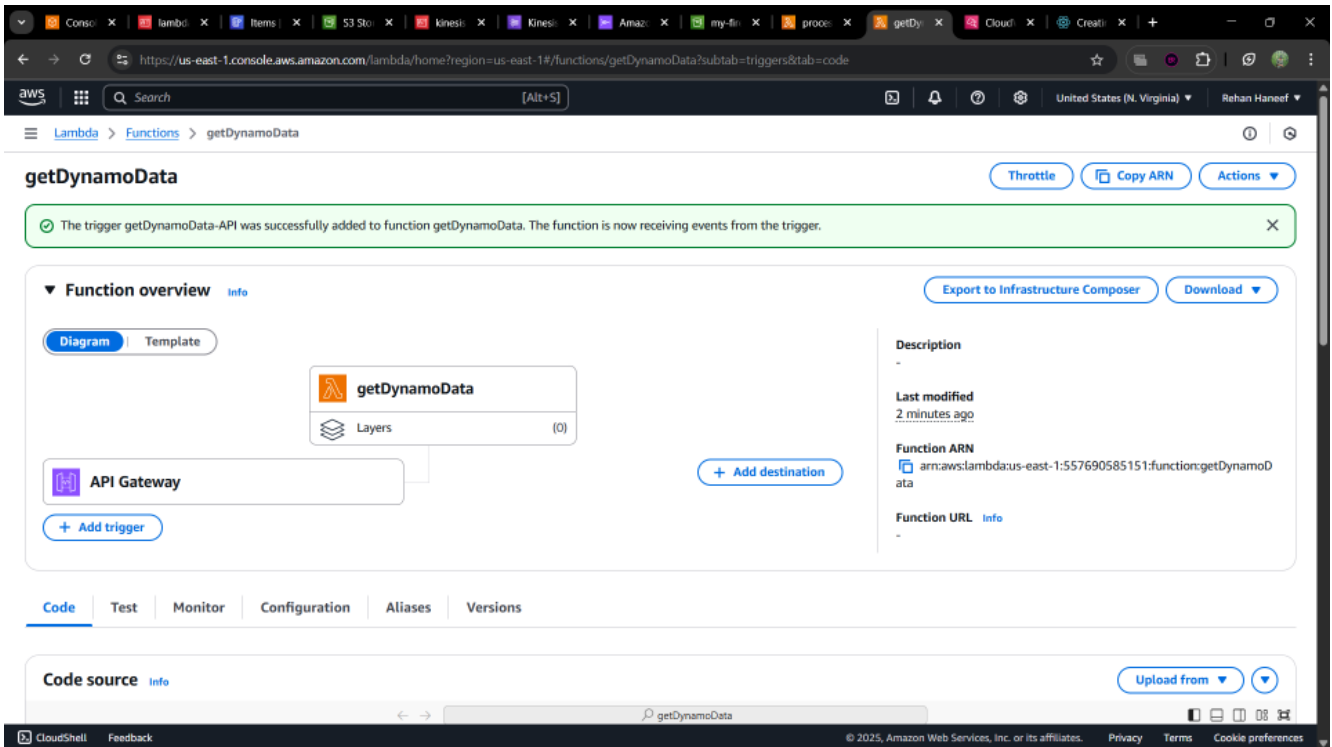 Conso
lambd
Items
S3 Sto
kinesis
Kinesi
Amazo
my-fin
proces
getDy
Cloud
Creati
https://us-east-1.console.aws.amazon.com/lambda/home?region=us-east-1#/functions/getDynamoData?subtab=triggers&tab=code
aws Search [Alt+S] United States (N. Virginia) Rehan Haneef
Lambda > Functions > getDynamoData
getDynamoData Throttle Copy ARN Actions
The trigger getDynamoData-API was successfully added to function getDynamoData. The function is now receiving events from the trigger.
Function overview Info Export to Infrastructure Composer Download
Diagram Template
Description
-
getDynamoData
Layers (0)
Last modified
2 minutes ago
API Gateway
+ Add destination
+ Add trigger
Function ARN
arn:aws:lambda:us-east-1:557690585151:function:getDynamoD
ata
Function URL Info
-
Code Test Monitor Configuration Aliases Versions
Code source Info Upload from
getDynamoData
CloudShell Feedback © 2025, Amazon Web Services, Inc. or its affiliates. Privacy Terms Cookie preferences